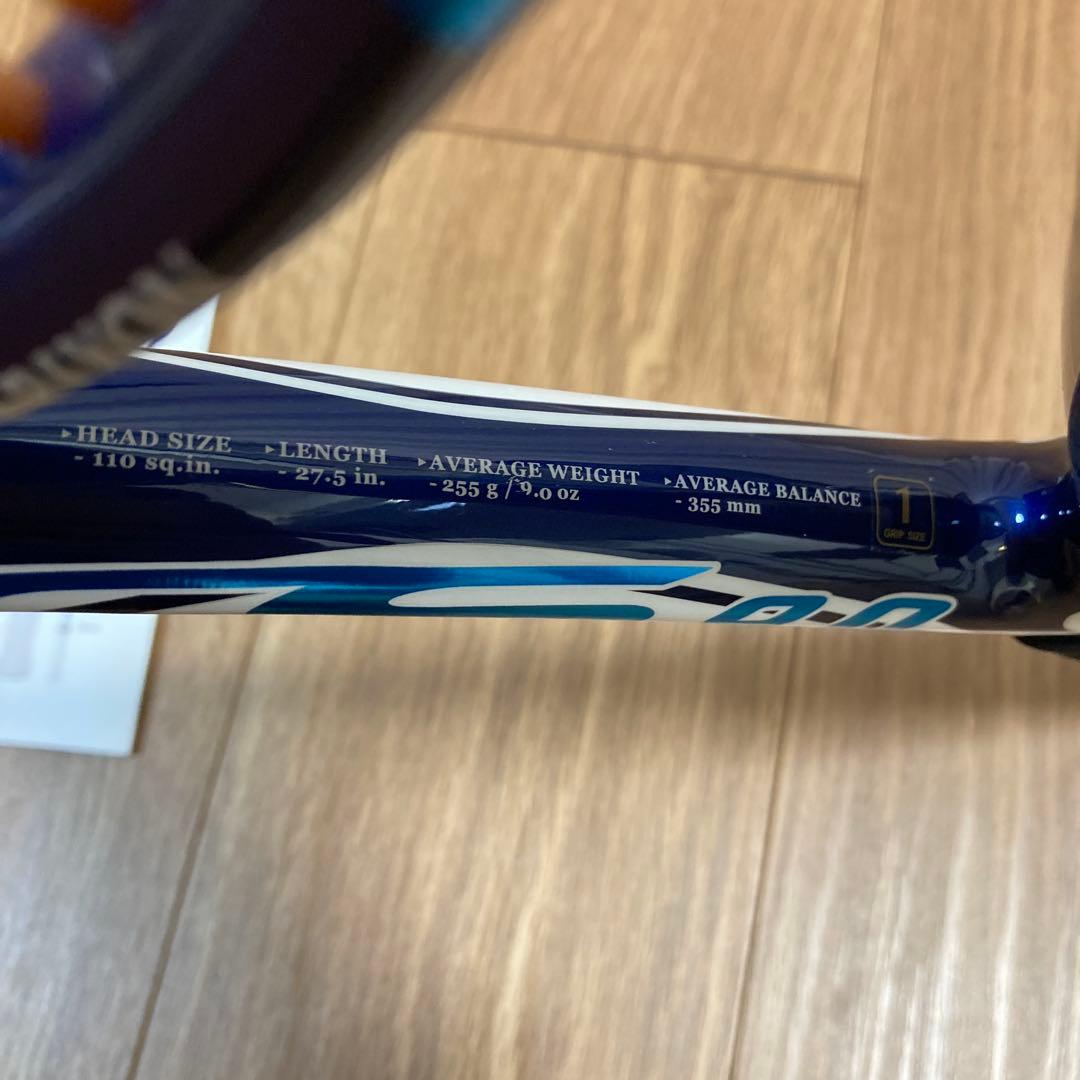 ▸HEAD SIZE
- 110 sq.in.
▸LENGTH
- 27.5 in.
▸AVERAGE WEIGHT
- 255 g / 9.0 oz
▸AVERAGE BALANCE
- 355 mm
1
GRIP SIZE